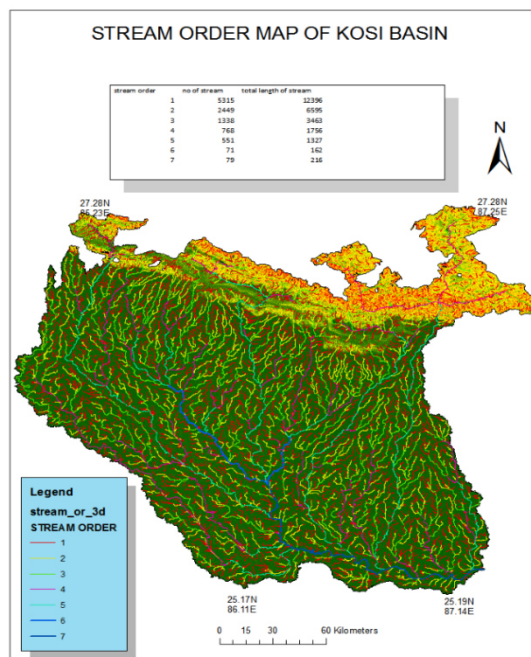 STREAM ORDER MAP OF KOSI BASIN
stream order no of stream total length of stream
1 5315 12396
2 2449 6595
3 1338 3463
4 768 1756
5 551 1327
6 71 162
7 79 216
N
27.28N
85.23E
27.28N
87.25E
Legend
stream_or_3d
STREAM ORDER
1
2
3
4
5
6
7
25.17N
86.11E
25.19N
87.14E
0 15 30 60 Kilometers